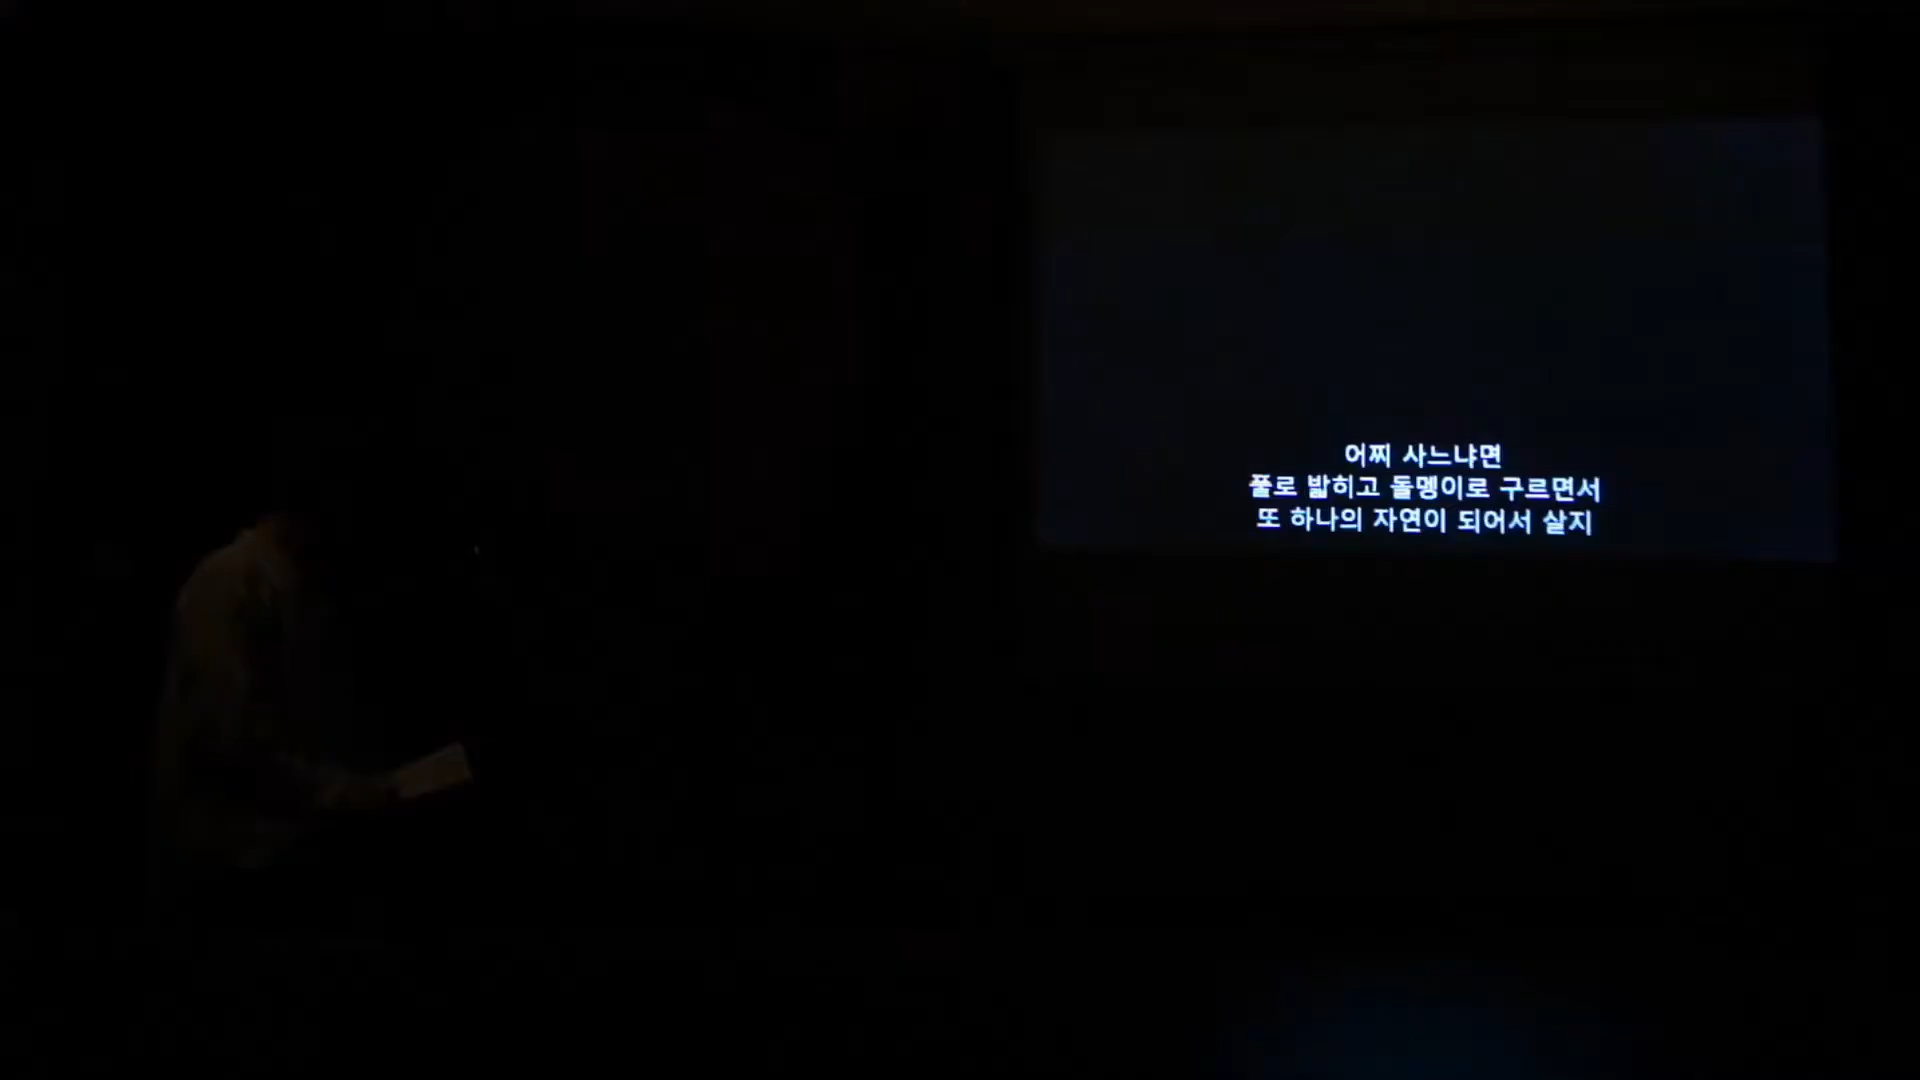 어찌 사느냐면
풀로 밟히고 돌멩이로 구르면서
또 하나의 자연이 되어서 살지